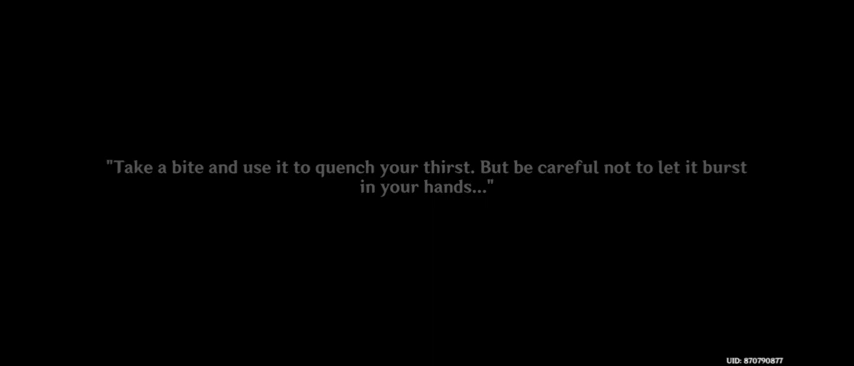 "Take a bite and use it to quench your thirst. But be careful not to let it burst
in your hands..."
UID: 870790877